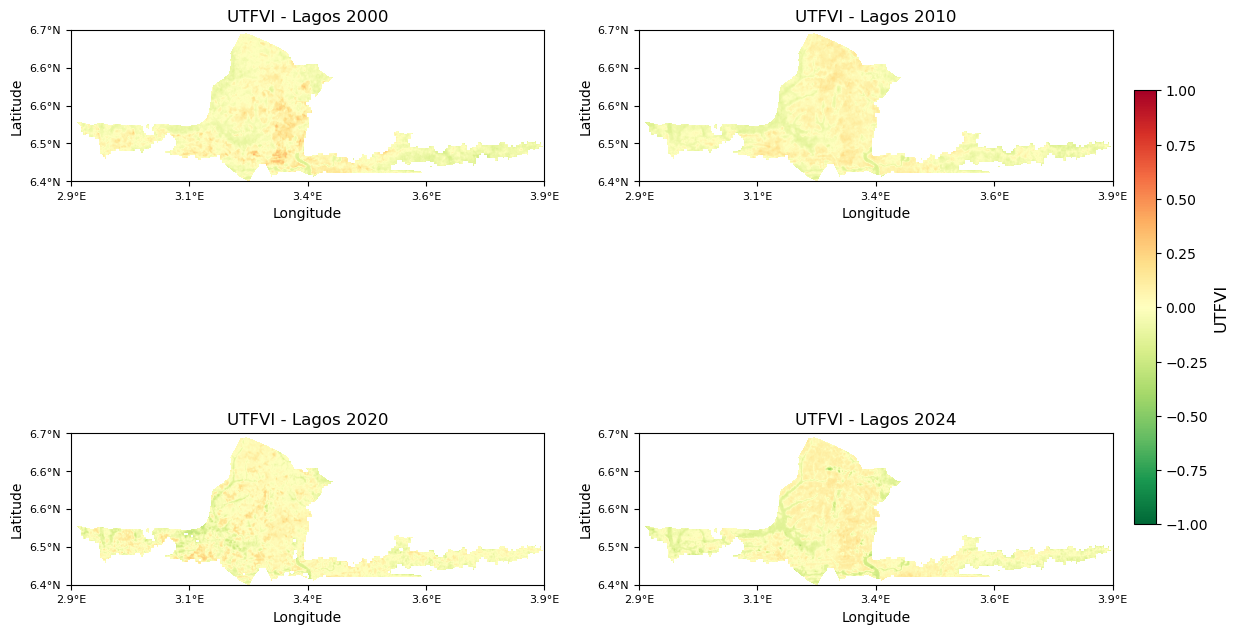 UTFVI - Lagos 2000
6.7°N
6.6°N
6.6°N
6.5°N
6.4°N
Latitude
2.9°E 3.1°E 3.4°E 3.6°E 3.9°E
Longitude
UTFVI - Lagos 2010
6.7°N
6.6°N
6.6°N
6.5°N
6.4°N
Latitude
2.9°E 3.1°E 3.4°E 3.6°E 3.9°E
Longitude
UTFVI - Lagos 2020
6.7°N
6.6°N
6.6°N
6.5°N
6.4°N
Latitude
2.9°E 3.1°E 3.4°E 3.6°E 3.9°E
Longitude
UTFVI - Lagos 2024
6.7°N
6.6°N
6.6°N
6.5°N
6.4°N
Latitude
2.9°E 3.1°E 3.4°E 3.6°E 3.9°E
Longitude
1.00
0.75
0.50
0.25
0.00
−0.25
−0.50
−0.75
−1.00
UTFVI